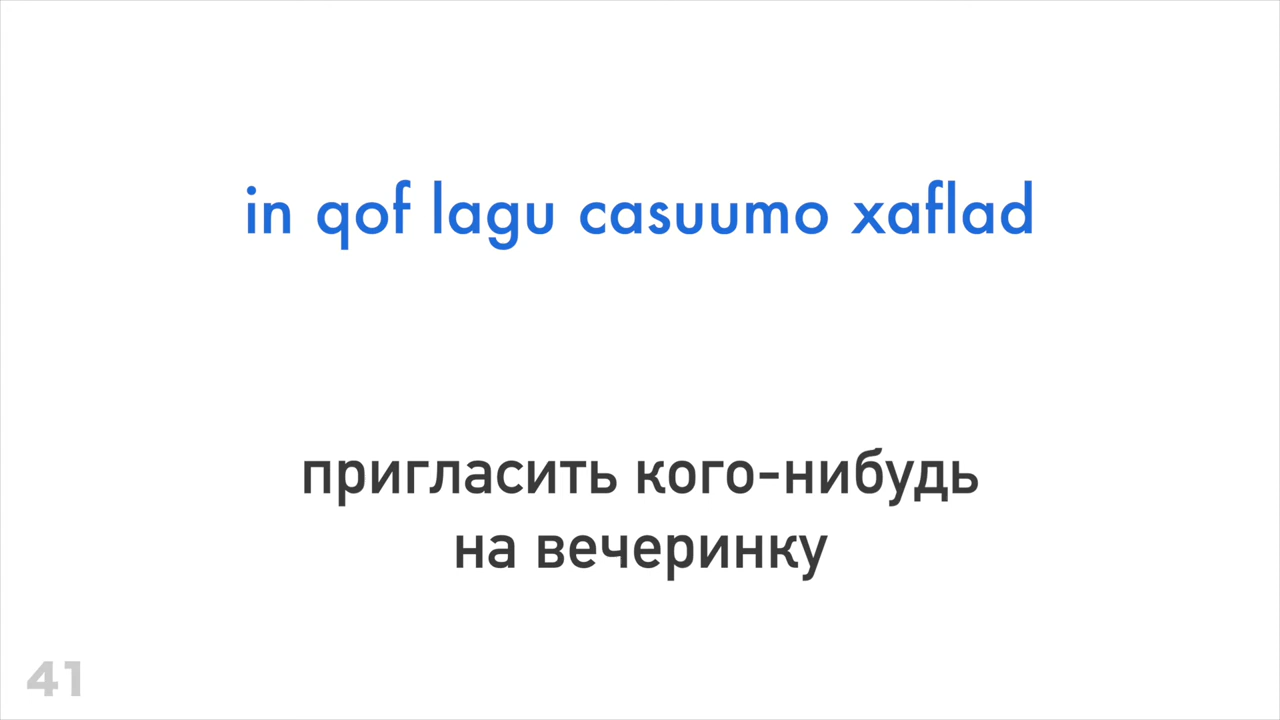 in qof lagu casuumo xaflad
пригласить кого-нибудь
на вечеринку
41